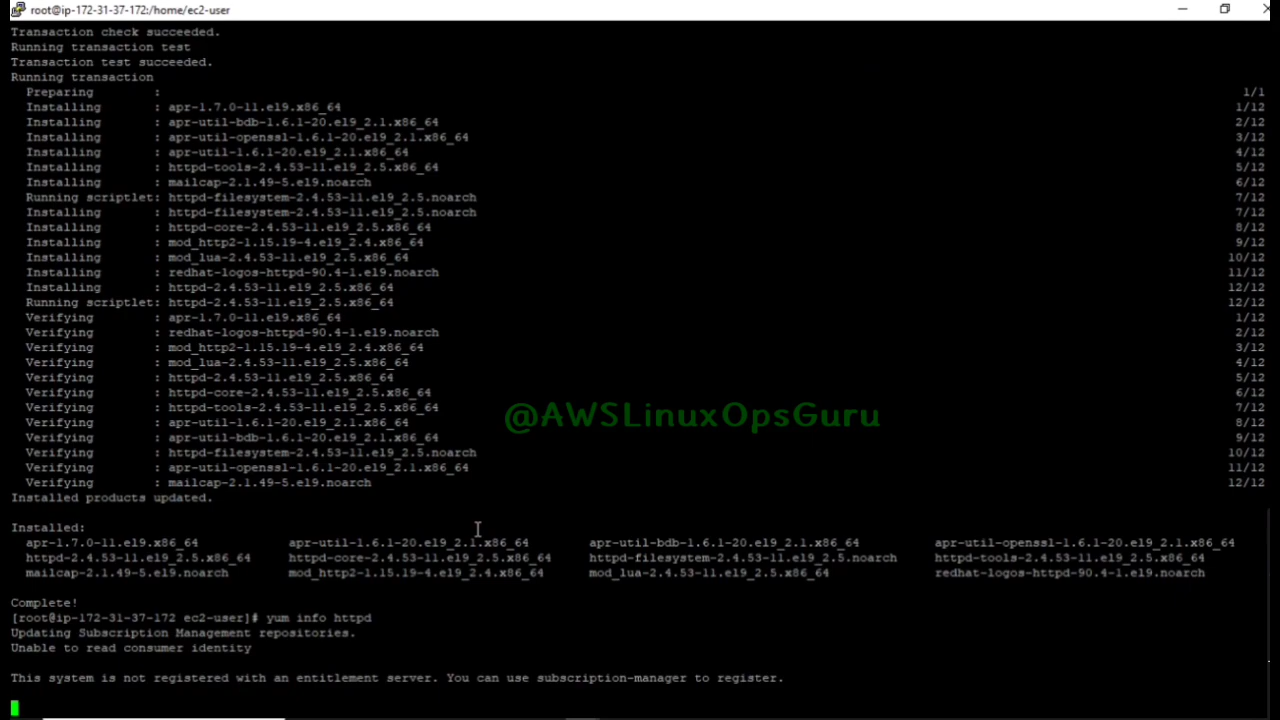 root@ip-172-31-37-172:/home/ec2-user
Transaction check succeeded.
Running transaction test
Transaction test succeeded.
Running transaction
Preparing : 1/1
Installing : apr-1.7.0-11.el9.x86_64 1/12
Installing : apr-util-bdb-1.6.1-20.el9_2.1.x86_64 2/12
Installing : apr-util-openssl-1.6.1-20.el9_2.1.x86_64 3/12
Installing : apr-util-1.6.1-20.el9_2.1.x86_64 4/12
Installing : httpd-tools-2.4.53-11.el9_2.5.x86_64 5/12
Installing : mailcap-2.1.49-5.el9.noarch 6/12
Running scriptlet: httpd-filesystem-2.4.53-11.el9_2.5.noarch 7/12
Installing : httpd-filesystem-2.4.53-11.el9_2.5.noarch 7/12
Installing : httpd-core-2.4.53-11.el9_2.5.x86_64 8/12
Installing : mod_http2-1.15.19-4.el9_2.4.x86_64 9/12
Installing : mod_lua-2.4.53-11.el9_2.5.x86_64 10/12
Installing : redhat-logos-httpd-90.4-1.el9.noarch 11/12
Installing : httpd-2.4.53-11.el9_2.5.x86_64 12/12
Running scriptlet: httpd-2.4.53-11.el9_2.5.x86_64 12/12
Verifying : apr-1.7.0-11.el9.x86_64 1/12
Verifying : redhat-logos-httpd-90.4-1.el9.noarch 2/12
Verifying : mod_http2-1.15.19-4.el9_2.4.x86_64 3/12
Verifying : mod_lua-2.4.53-11.el9_2.5.x86_64 4/12
Verifying : httpd-2.4.53-11.el9_2.5.x86_64 5/12
Verifying : httpd-core-2.4.53-11.el9_2.5.x86_64 6/12
Verifying : httpd-tools-2.4.53-11.el9_2.5.x86_64 7/12
@AWSLinuxOpsGuru
Verifying : apr-util-1.6.1-20.el9_2.1.x86_64 8/12
Verifying : apr-util-bdb-1.6.1-20.el9_2.1.x86_64 9/12
Verifying : httpd-filesystem-2.4.53-11.el9_2.5.noarch 10/12
Verifying : apr-util-openssl-1.6.1-20.el9_2.1.x86_64 11/12
Verifying : mailcap-2.1.49-5.el9.noarch 12/12
Installed products updated.
Installed:
apr-1.7.0-11.el9.x86_64 apr-util-1.6.1-20.el9_2.1.x86_64 apr-util-bdb-1.6.1-20.el9_2.1.x86_64 apr-util-openssl-1.6.1-20.el9_2.1.x86_64
httpd-2.4.53-11.el9_2.5.x86_64 httpd-core-2.4.53-11.el9_2.5.x86_64 httpd-filesystem-2.4.53-11.el9_2.5.noarch httpd-tools-2.4.53-11.el9_2.5.x86_64
mailcap-2.1.49-5.el9.noarch mod_http2-1.15.19-4.el9_2.4.x86_64 mod_lua-2.4.53-11.el9_2.5.x86_64 redhat-logos-httpd-90.4-1.el9.noarch
Complete!
[root@ip-172-31-37-172 ec2-user]# yum info httpd
Updating Subscription Management repositories.
Unable to read consumer identity
This system is not registered with an entitlement server. You can use subscription-manager to register.